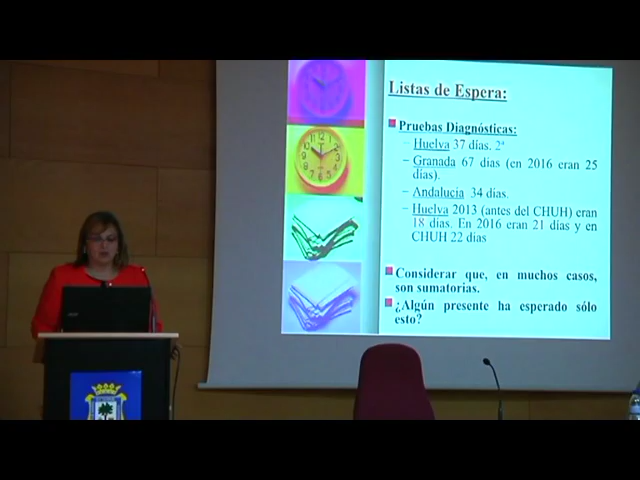 Listas de Espera:
Pruebas Diagnósticas:
– Huelva 37 días. 2ª
– Granada 67 días (en 2016 eran 25
días).
– Andalucia 34 días.
– Huelva 2013 (antes del CHUH) eran
18 días. En 2016 eran 21 días y en
CHUH 22 días
Considerar que, en muchos casos,
son sumatorias.
¿Algún presente ha esperado sólo
esto?